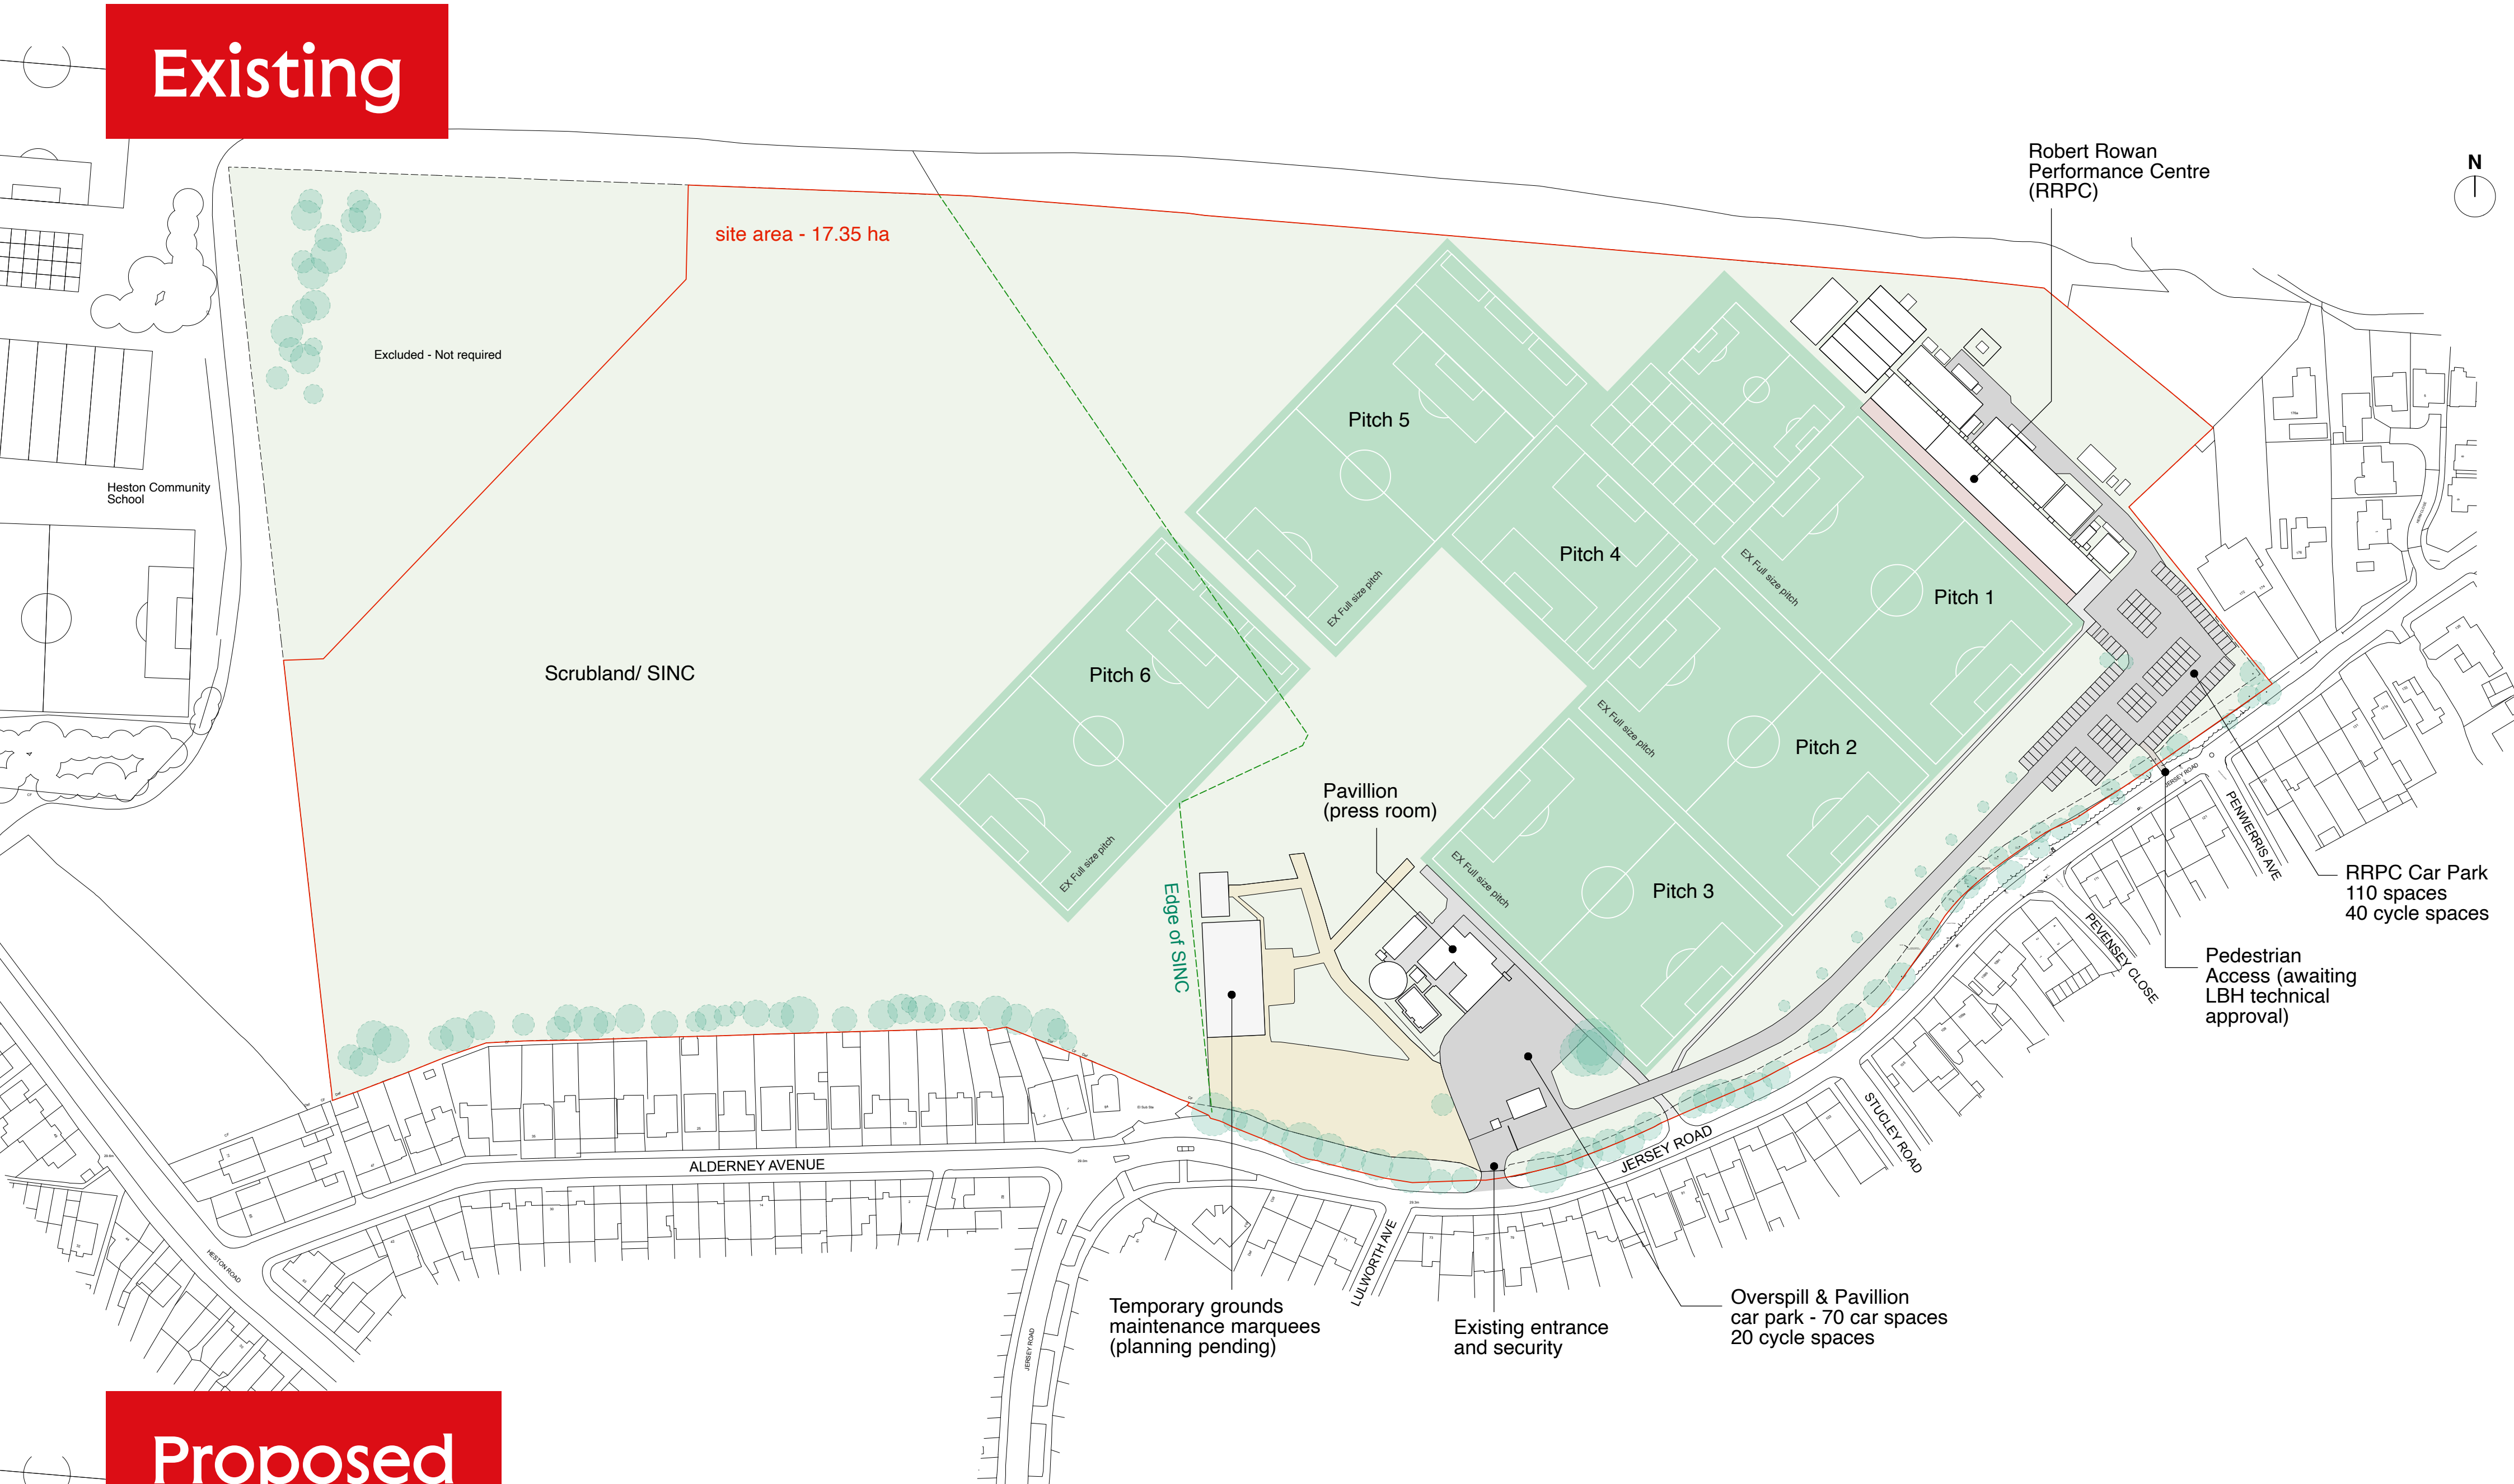 Existing
Robert Rowan
Performance Centre
(RRPC)
N
site area - 17.35 ha
Excluded - Not required
Pitch 5
Heston Community
School
Pitch 4
EX Full size pitch
EX Full size pitch
Pitch 1
Scrubland/ SINC
Pitch 6
EX Full size pitch
Pitch 2
Pavillion
(press room)
EX Full size pitch
EX Full size pitch
Pitch 3
Edge of SINC
JERSEY ROAD
PENWERRIS AVE
RRPC Car Park
110 spaces
40 cycle spaces
PEVENSEY CLOSE
Pedestrian
Access (awaiting
LBH technical
approval)
STUCLEY ROAD
JERSEY ROAD
ALDERNEY AVENUE
LULWORTH AVE
HESTON ROAD
JERSEY ROAD
Temporary grounds
maintenance marquees
(planning pending)
Existing entrance
and security
Overspill & Pavillion
car park - 70 car spaces
20 cycle spaces
Proposed